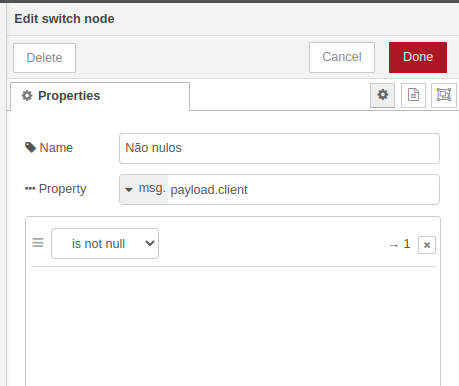 Edit switch node
Delete
Cancel
Done
Properties
Name
Não nulos
Property
msg. payload.client
is not null
→ 1